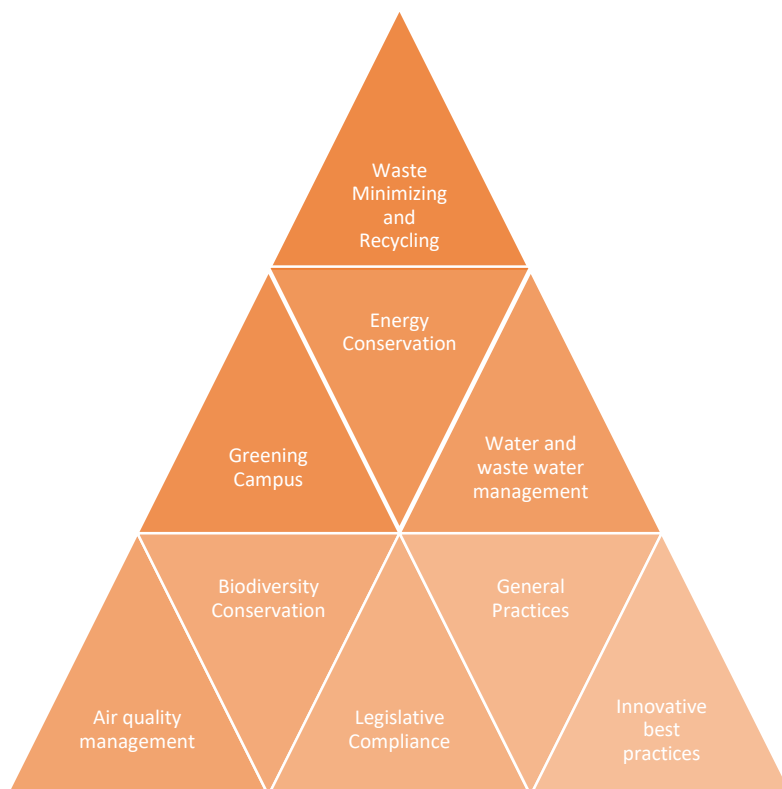 Waste
Minimizing
and
Recycling
Energy
Conservation
Greening
Campus
Water and
waste water
management
Biodiversity
Conservation
General
Practices
Air quality
management
Legislative
Compliance
Innovative
best
practices